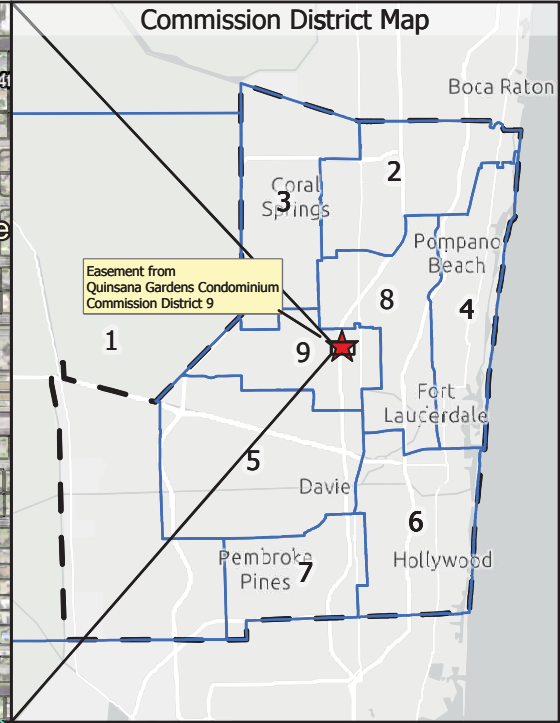 Commission District Map
41
Boca Raton
2
Coral
Springs
3
Pompano
Beach
e
Easement from
Quinsana Gardens Condominium
Commission District 9
8
4
1
9
Fort
Lauderdale
5
Davie
6
Pembroke
Pines
7
Hollywood